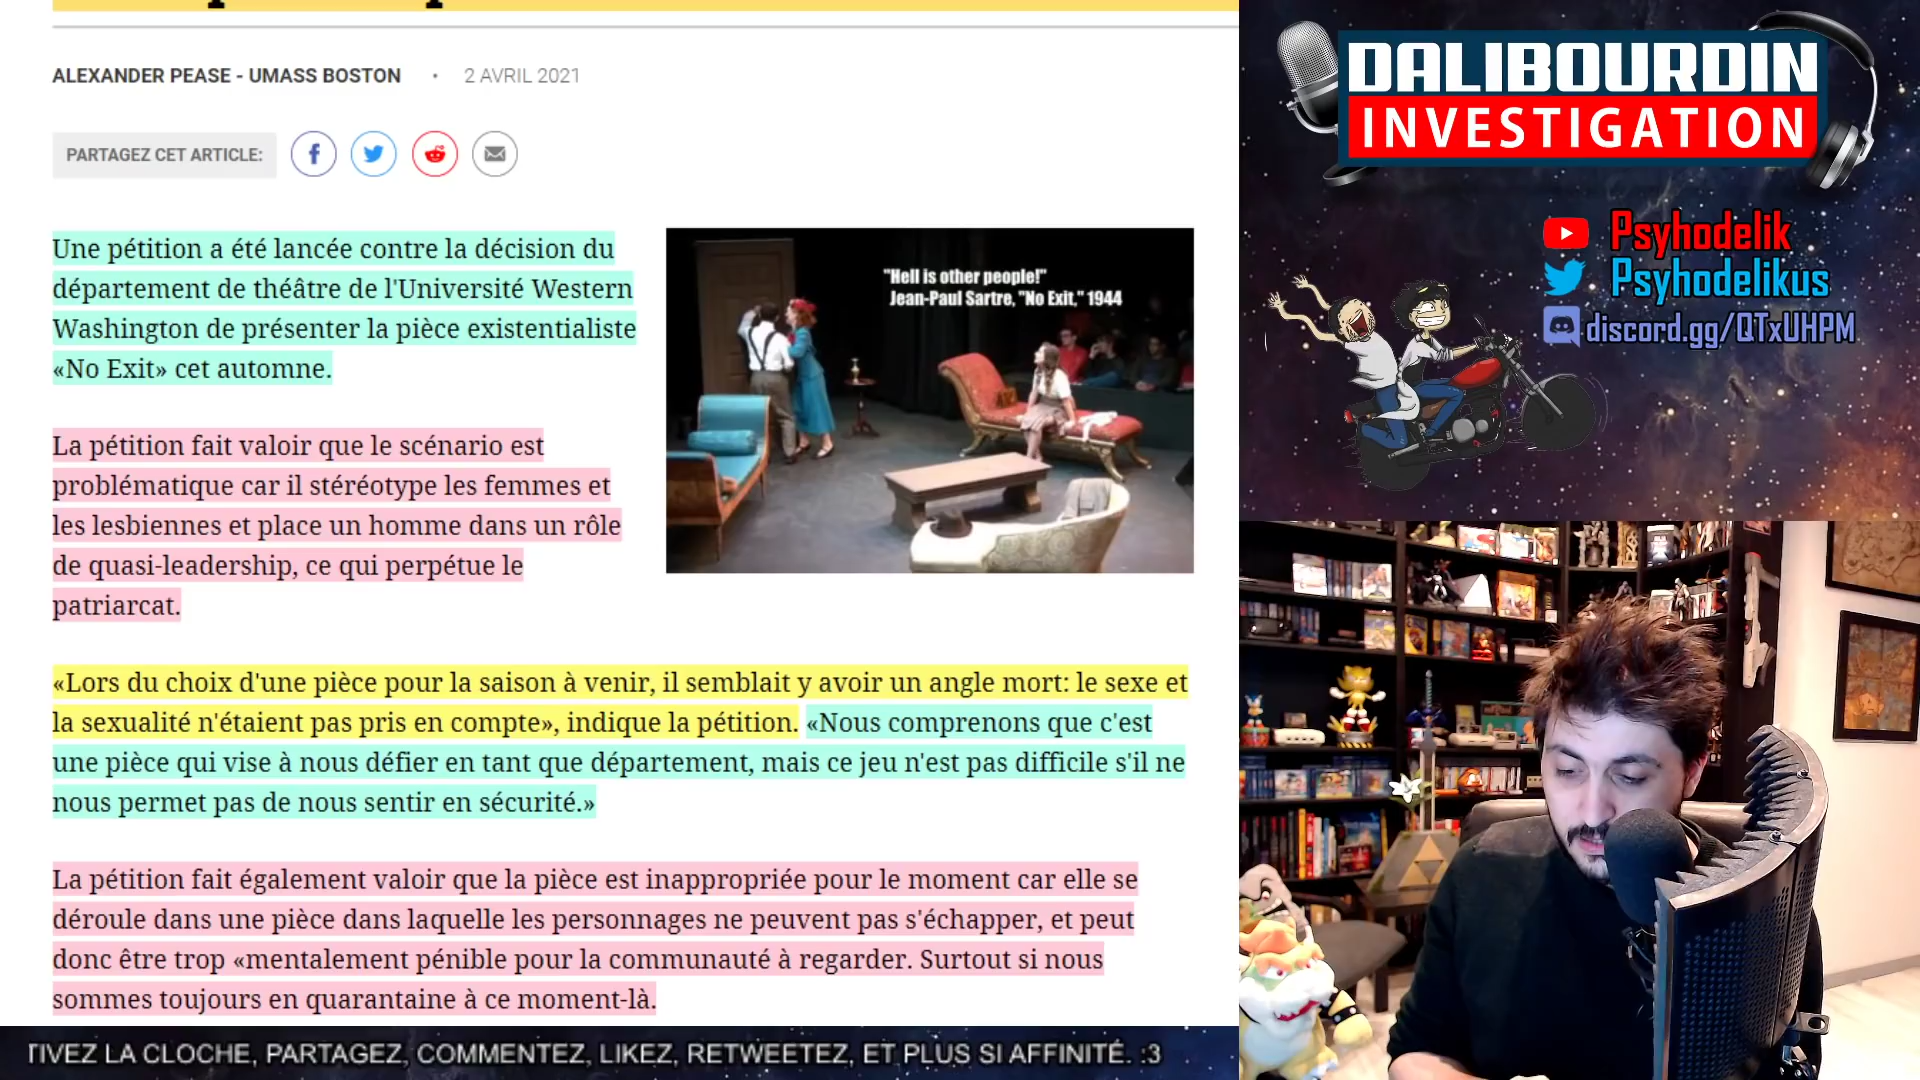 ALEXANDER PEASE - UMASS BOSTON • 2 AVRIL 2021
PARTAGEZ CET ARTICLE:
Une pétition a été lancée contre la décision du
département de théâtre de l'Université Western
Washington de présenter la pièce existentialiste
«No Exit» cet automne.
La pétition fait valoir que le scénario est
problématique car il stéréotype les femmes et
les lesbiennes et place un homme dans un rôle
de quasi-leadership, ce qui perpétue le
patriarcat.
"Hell is other people!"
Jean-Paul Sartre, "No Exit," 1944
«Lors du choix d'une pièce pour la saison à venir, il semblait y avoir un angle mort: le sexe et
la sexualité n'étaient pas pris en compte», indique la pétition. «Nous comprenons que c'est
une pièce qui vise à nous défier en tant que département, mais ce jeu n'est pas difficile s'il ne
nous permet pas de nous sentir en sécurité.»
La pétition fait également valoir que la pièce est inappropriée pour le moment car elle se
déroule dans une pièce dans laquelle les personnages ne peuvent pas s'échapper, et peut
donc être trop «mentalement pénible pour la communauté à regarder. Surtout si nous
sommes toujours en quarantaine à ce moment-là.
TIVEZ LA CLOCHE, PARTAGEZ, COMMENTEZ, LIKEZ, RETWEETEZ, ET PLUS SI AFFINITÉ. :3
DALIBOURDIN
INVESTIGATION
Psyhodelik
Psyhodelikus
discord.gg/QTxUHPM